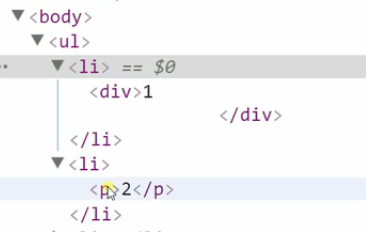 ▼<body>
▼<ul>
▼<li> == $0
<div>1
</div>
</li>
▼<li>
<p>2</p>
</li>